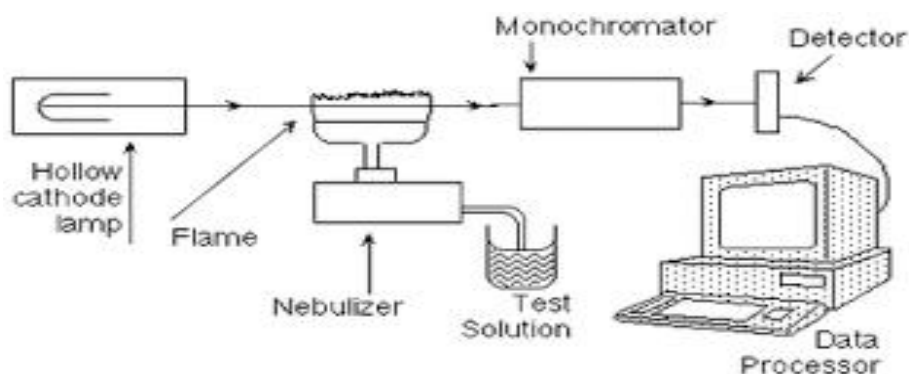 Monochromator
Detector
Hollow
cathode
lamp
Flame
Nebulizer
Test
Solution
Data
Processor